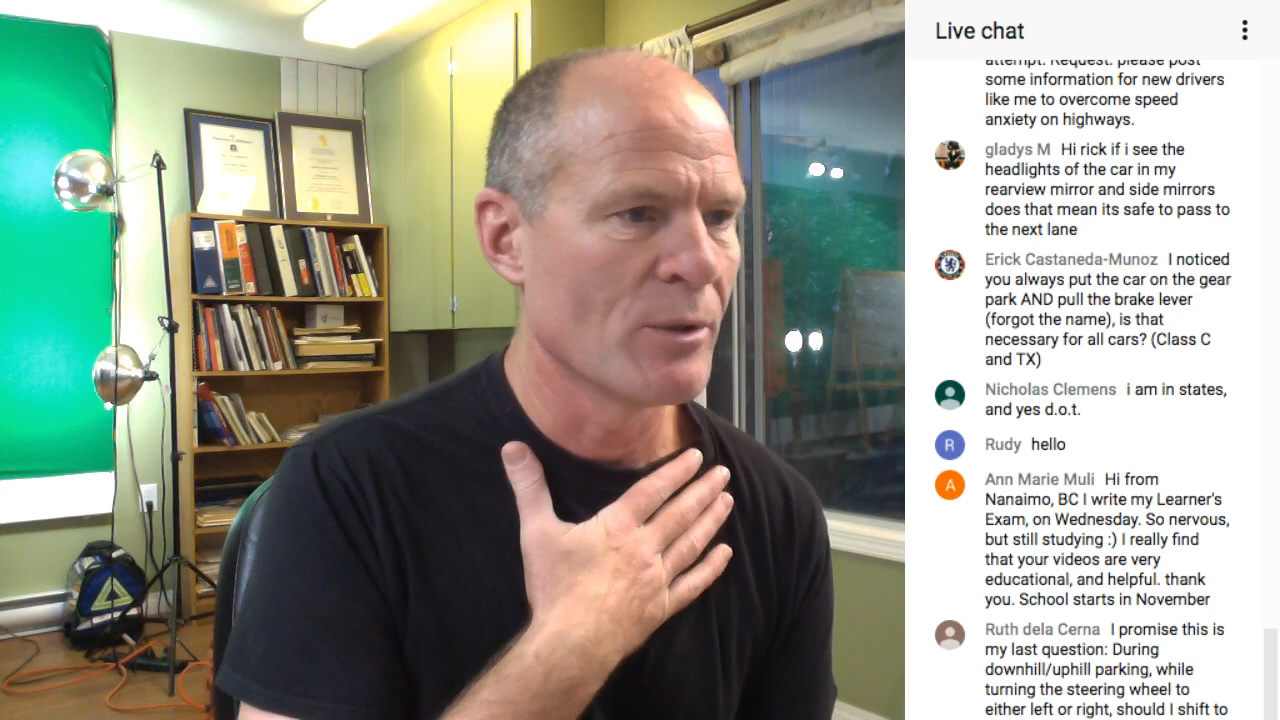 Live chat
attempt. Request: please post
some information for new drivers
like me to overcome speed
anxiety on highways.
gladys M Hi rick if i see the
headlights of the car in my
rearview mirror and side mirrors
does that mean its safe to pass to
the next lane
Erick Castaneda-Munoz I noticed
you always put the car on the gear
park AND pull the brake lever
(forgot the name), is that
necessary for all cars? (Class C
and TX)
Nicholas Clemens i am in states,
and yes d.o.t.
R Rudy hello
A Ann Marie Muli Hi from
Nanaimo, BC I write my Learner's
Exam, on Wednesday. So nervous,
but still studying :) I really find
that your videos are very
educational, and helpful. thank
you. School starts in November
Ruth dela Cerna I promise this is
my last question: During
downhill/uphill parking, while
turning the steering wheel to
either left or right, should I shift to